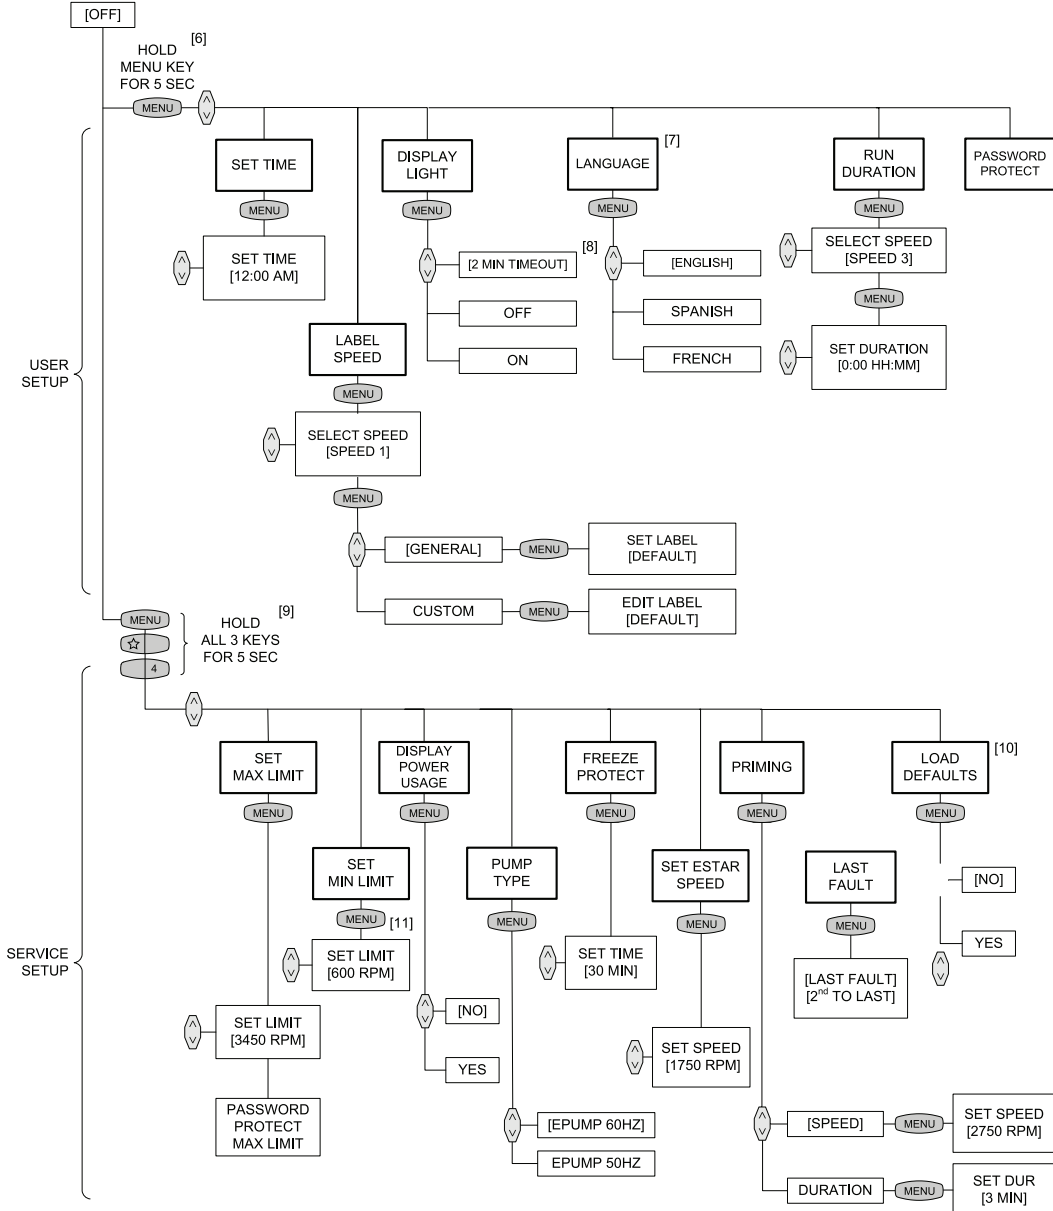 [OFF]
[6]
HOLD
MENU KEY
FOR 5 SEC
MENU
SET TIME
MENU
SET TIME
[12:00 AM]
DISPLAY
LIGHT
MENU
[8]
[2 MIN TIMEOUT]
OFF
ON
LANGUAGE
[7]
MENU
[ENGLISH]
SPANISH
FRENCH
RUN
DURATION
MENU
SELECT SPEED
[SPEED 3]
MENU
SET DURATION
[0:00 HH:MM]
PASSWORD
PROTECT
USER
SETUP
LABEL
SPEED
MENU
SELECT SPEED
[SPEED 1]
MENU
[GENERAL]
MENU
SET LABEL
[DEFAULT]
CUSTOM
MENU
EDIT LABEL
[DEFAULT]
MENU
4
[9]
HOLD
ALL 3 KEYS
FOR 5 SEC
SERVICE
SETUP
SET
MAX LIMIT
MENU
SET LIMIT
[3450 RPM]
PASSWORD
PROTECT
MAX LIMIT
SET
MIN LIMIT
MENU
[11]
SET LIMIT
[600 RPM]
DISPLAY
POWER
USAGE
MENU
[NO]
YES
PUMP
TYPE
MENU
[EPUMP 60HZ]
EPUMP 50HZ
FREEZE
PROTECT
MENU
SET TIME
[30 MIN]
SET ESTAR
SPEED
MENU
SET SPEED
[1750 RPM]
PRIMING
MENU
[SPEED]
MENU
SET SPEED
[2750 RPM]
DURATION
MENU
SET DUR
[3 MIN]
LAST
FAULT
MENU
[LAST FAULT]
[2nd TO LAST]
LOAD
DEFAULTS
[10]
MENU
[NO]
YES